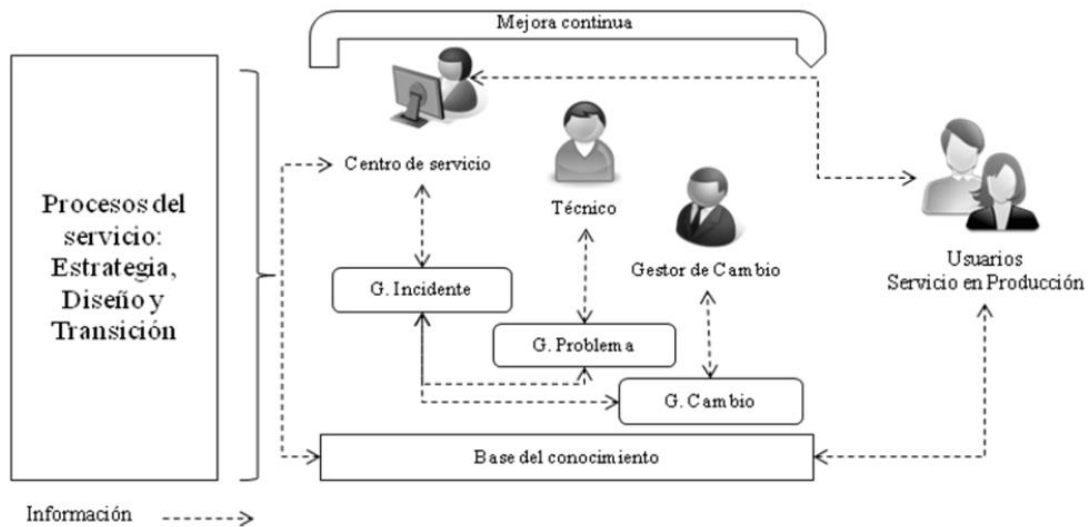 Mejora continua
Procesos del
servicio:
Estrategia,
Diseño y
Transición
Centro de servicio
Técnico
Gestor de Cambio
Usuarios
Servicio en Producción
G. Incidente
G. Problema
G. Cambio
Base del conocimiento
Información